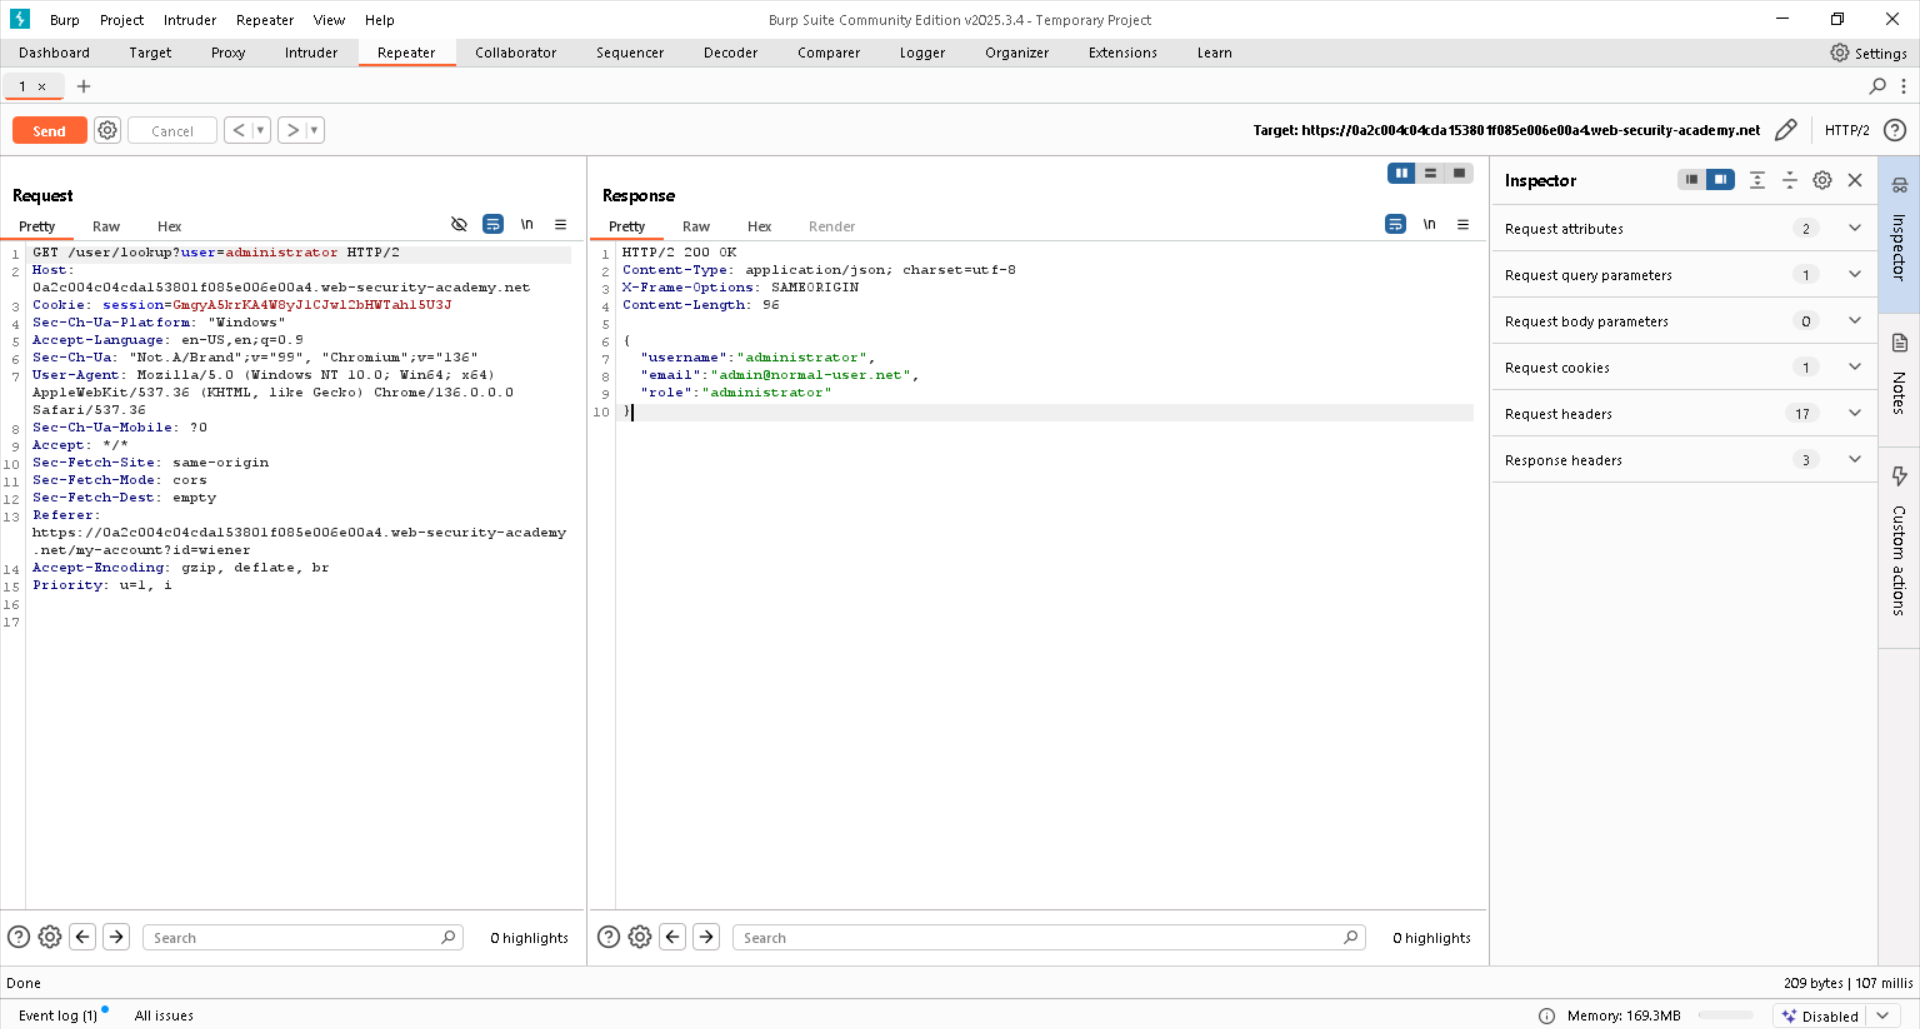 Burp Project Intruder Repeater View Help
Burp Suite Community Edition v2025.3.4 - Temporary Project
Dashboard Target Proxy Intruder Repeater Collaborator Sequencer Decoder Comparer Logger Organizer Extensions Learn
Settings
1 × +
Send Cancel < >
Target: https://0a2c004c04cda153801f085e006e00a4.web-security-academy.net
HTTP/2
Request
Pretty Raw Hex
\n
1 GET /user/lookup?user=administrator HTTP/2
2 Host:
0a2c004c04cda153801f085e006e00a4.web-security-academy.net
3 Cookie: session=GmgyA5krKA4W8yJlCJwl2bHWTahl5U3J
4 Sec-Ch-Ua-Platform: "Windows"
5 Accept-Language: en-US,en;q=0.9
6 Sec-Ch-Ua: "Not.A/Brand";v="99", "Chromium";v="136"
7 User-Agent: Mozilla/5.0 (Windows NT 10.0; Win64; x64)
AppleWebKit/537.36 (KHTML, like Gecko) Chrome/136.0.0.0
Safari/537.36
8 Sec-Ch-Ua-Mobile: ?0
9 Accept: */*
10 Sec-Fetch-Site: same-origin
11 Sec-Fetch-Mode: cors
12 Sec-Fetch-Dest: empty
13 Referer:
https://0a2c004c04cda153801f085e006e00a4.web-security-academy
.net/my-account?id=wiener
14 Accept-Encoding: gzip, deflate, br
15 Priority: u=1, i
16
17
Search
0 highlights
Response
Pretty Raw Hex Render
\n
1 HTTP/2 200 OK
2 Content-Type: application/json; charset=utf-8
3 X-Frame-Options: SAMEORIGIN
4 Content-Length: 96
5
6 {
7 "username":"administrator",
8 "email":"admin@normal-user.net",
9 "role":"administrator"
10 }
Search
0 highlights
Inspector
Request attributes 2
Request query parameters 1
Request body parameters 0
Request cookies 1
Request headers 17
Response headers 3
Inspector
Notes
Custom actions
Done
209 bytes | 107 millis
Event log (1) All issues
Memory: 169.3MB
Disabled